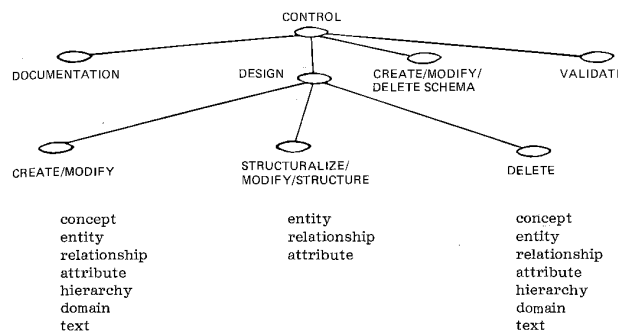 CONTROL
DOCUMENTATION
DESIGN
CREATE/MODIFY/
DELETE SCHEMA
CREATE/MODIFY
STRUCTURALIZE/
MODIFY/STRUCTURE
DELETE
concept
entity
relationship
attribute
hierarchy
domain
text
entity
relationship
attribute
concept
entity
relationship
attribute
hierarchy
domain
text